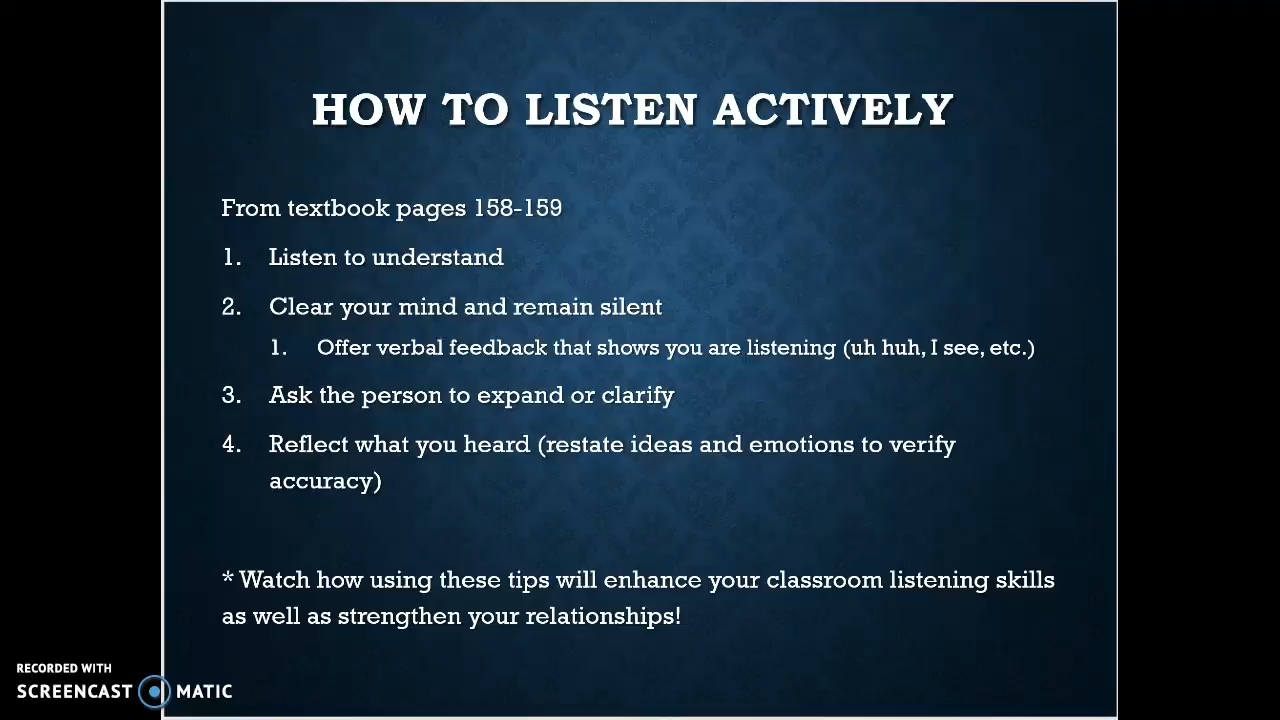 HOW TO LISTEN ACTIVELY
From textbook pages 158-159
1. Listen to understand
2. Clear your mind and remain silent
1. Offer verbal feedback that shows you are listening (uh huh, I see, etc.)
3. Ask the person to expand or clarify
4. Reflect what you heard (restate ideas and emotions to verify
accuracy)
* Watch how using these tips will enhance your classroom listening skills
as well as strengthen your relationships!
RECORDED WITH
SCREENCAST MATIC